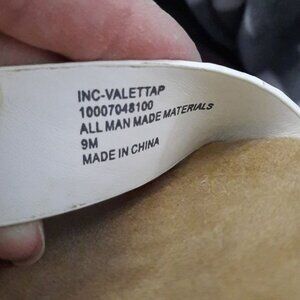 INC-VALETTAP
10007048100
ALL MAN MADE MATERIALS
9M
MADE IN CHINA